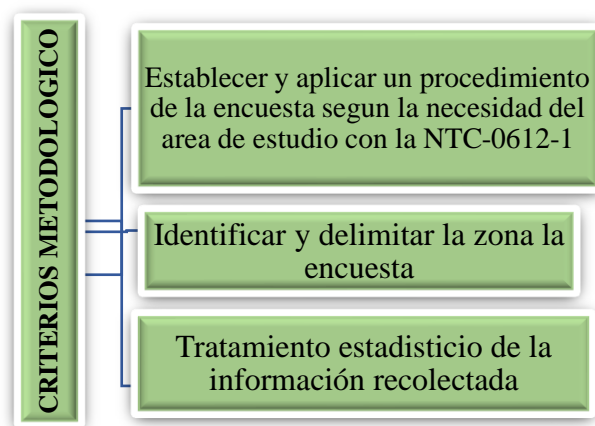 CRITERIOS METODOLOGICO
Establecer y aplicar un procedimiento
de la encuesta segun la necesidad del
area de estudio con la NTC-0612-1
Identificar y delimitar la zona la
encuesta
Tratamiento estadisticio de la
información recolectada